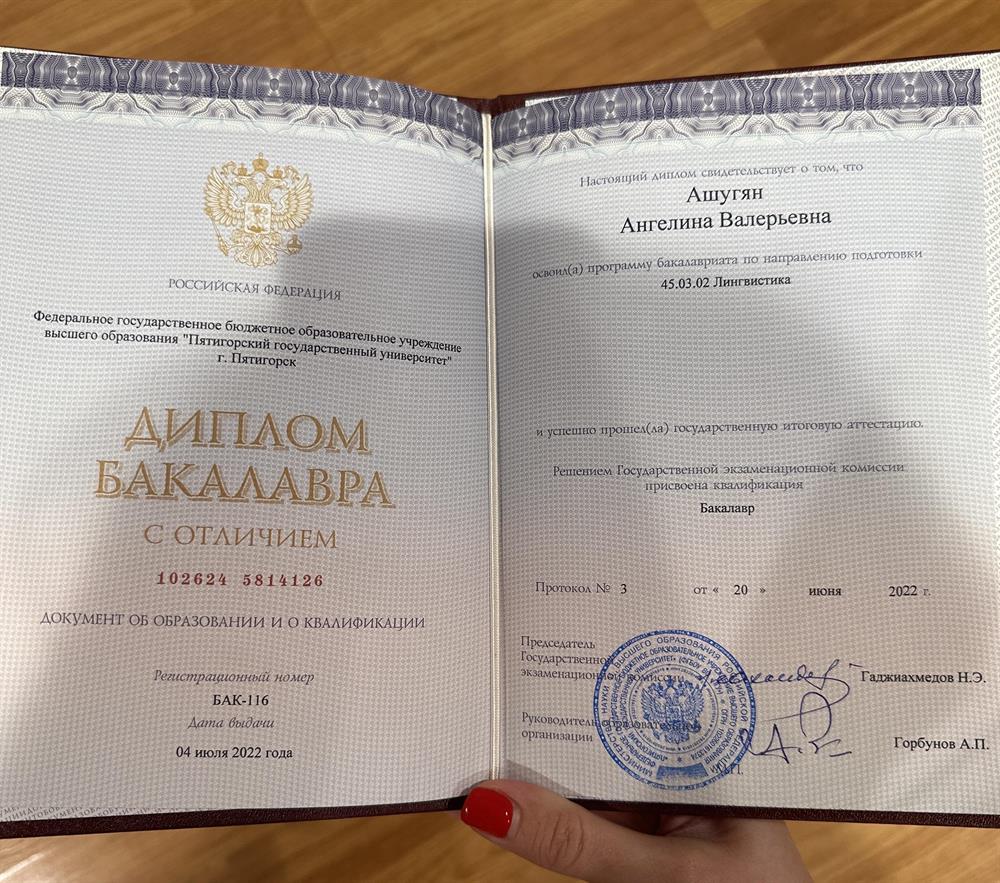 РОССИЙСКАЯ ФЕДЕРАЦИЯ
Федеральное государственное бюджетное образовательное учреждение
высшего образования "Пятигорский государственный университет"
г. Пятигорск
ДИПЛОМ
БАКАЛАВРА
С ОТЛИЧИЕМ
102624 5814126
ДОКУМЕНТ ОБ ОБРАЗОВАНИИ И О КВАЛИФИКАЦИИ
Регистрационный номер
БАК-116
Дата выдачи
04 июля 2022 года
Настоящий диплом свидетельствует о том, что
Ашугян
Ангелина Валерьевна
освоил(а) программу бакалавриата по направлению подготовки
45.03.02 Лингвистика
и успешно прошел(ла) государственную итоговую аттестацию.
Решением Государственной экзаменационной комиссии
присвоена квалификация
Бакалавр
Протокол № 3 от « 20 » июня 2022 г.
Председатель
Государственной
экзаменационной комиссии
Гаджиахмедов Н.Э.
Руководитель образовательной
организации
Горбунов А.П.